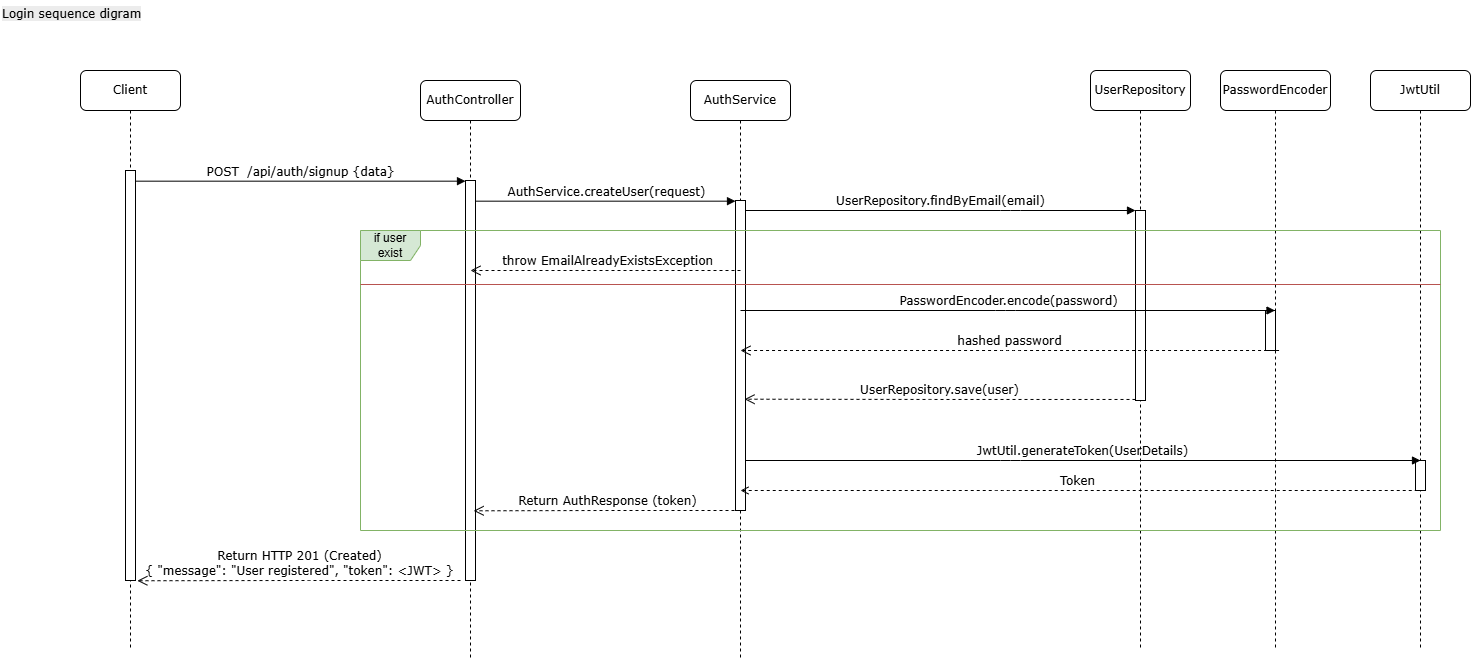 Login sequence digram
Client
AuthController
AuthService
UserRepository
PasswordEncoder
JwtUtil
POST /api/auth/signup {data}
AuthService.createUser(request)
UserRepository.findByEmail(email)
if user
exist
throw EmailAlreadyExistsException
PasswordEncoder.encode(password)
hashed password
UserRepository.save(user)
JwtUtil.generateToken(UserDetails)
Token
Return AuthResponse (token)
Return HTTP 201 (Created)
{ "message": "User registered", "token": <JWT> }